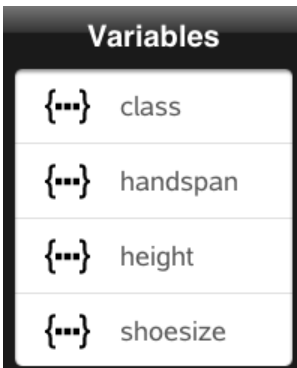 Variables
{...} class
{...} handspan
{...} height
{...} shoesize